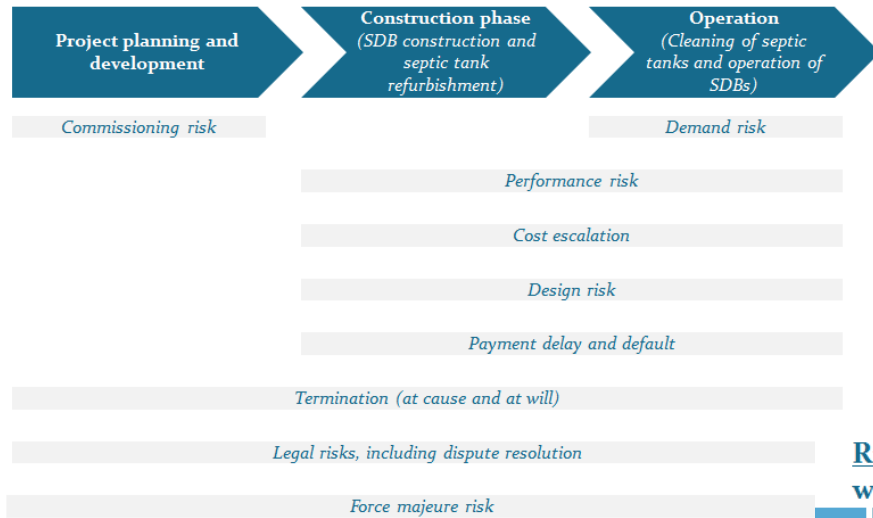 Project planning and
development
Construction phase
(SDB construction and
septic tank
refurbishment)
Operation
(Cleaning of septic
tanks and operation of
SDBs)
Commissioning risk
Demand risk
Performance risk
Cost escalation
Design risk
Payment delay and default
Termination (at cause and at will)
Legal risks, including dispute resolution
Force majeure risk
R
w